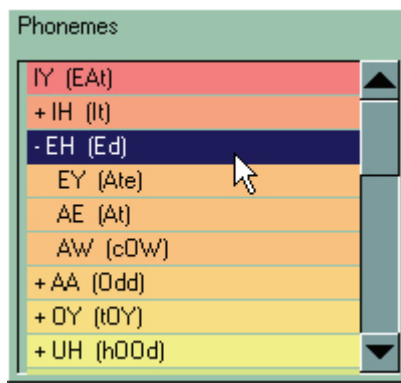 Phonemes
IY (EAt)
+ IH (It)
- EH (Ed)
EY (Ate)
AE (At)
AW (cOW)
+ AA (Odd)
+ OY (tOY)
+ UH (hOOd)